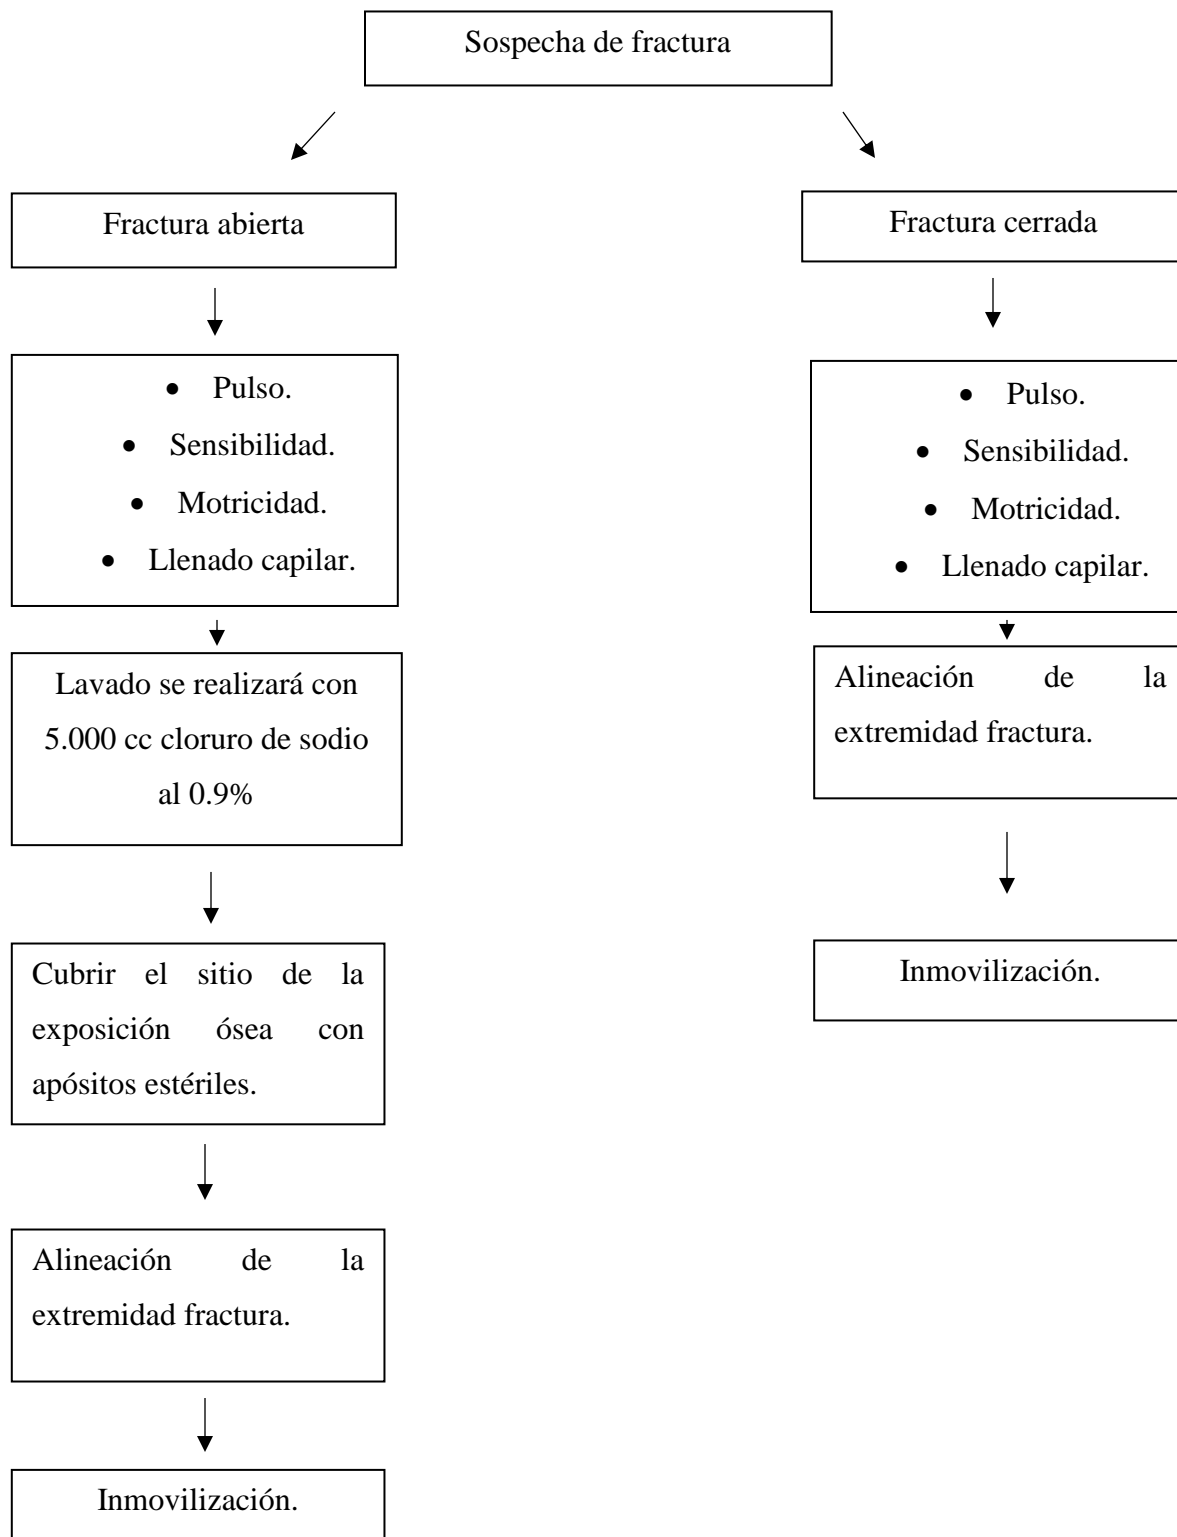 Sospecha de fractura
Fractura abierta
Fractura cerrada
• Pulso.
• Sensibilidad.
• Motricidad.
• Llenado capilar.
• Pulso.
• Sensibilidad.
• Motricidad.
• Llenado capilar.
Lavado se realizará con
5.000 cc cloruro de sodio
al 0.9%
Alineación de la
extremidad fractura.
Cubrir el sitio de la
exposición ósea con
apósitos estériles.
Inmovilización.
Alineación de la
extremidad fractura.
Inmovilización.